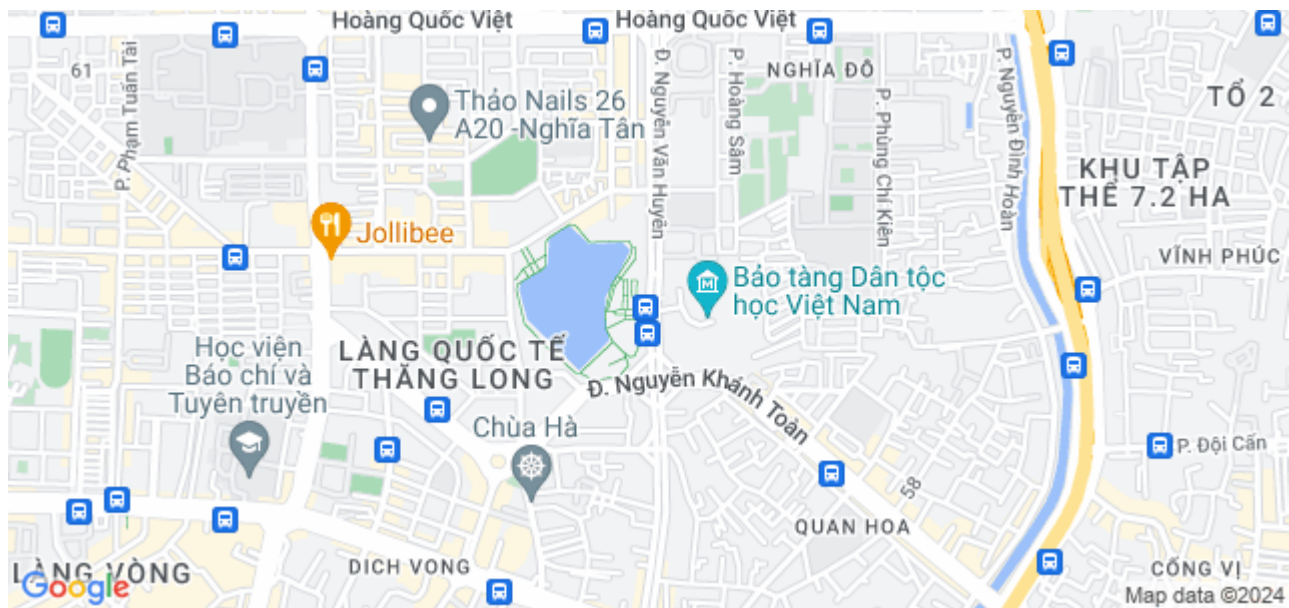 Hoàng Quốc Việt
Hoàng Quốc Việt
61
P. Phạm Tuấn Tài
Thảo Nails 26
A20 -Nghĩa Tân
Đ. Nguyễn Văn Huyên
P. Hoàng Sâm
NGHĨA ĐÔ
P. Phùng Chí Kiên
P. Nguyễn Đình Hoàn
TỔ 2
KHU TẬP
THỂ 7.2 HA
VĨNH PHÚC
Jollibee
Bảo tàng Dân tộc
học Việt Nam
Học viện
Báo chí và
Tuyên truyền
LÀNG QUỐC TẾ
THĂNG LONG
Đ. Nguyễn Khánh Toàn
Chùa Hà
P. Đội Cấn
58
QUAN HOA
LÀNG VÒNG
DICH VONG
CỐNG VỊ
Google
Map data ©2024